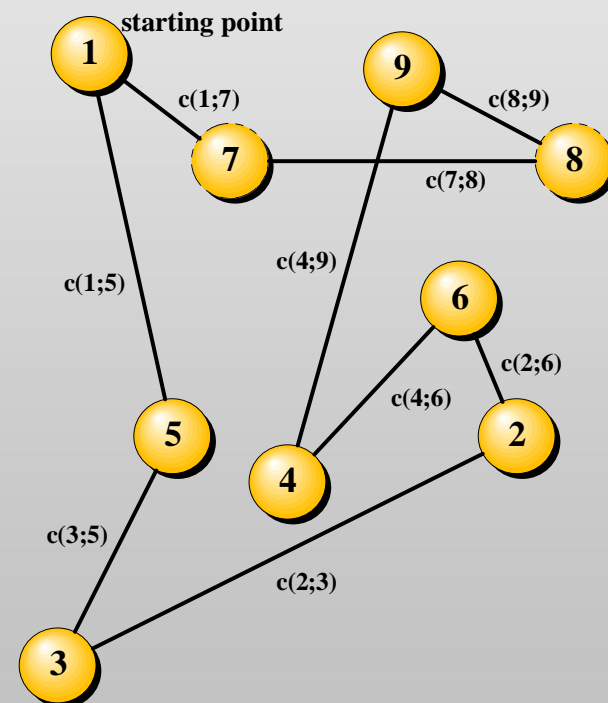 starting point
1
9
c(1;7)
c(8;9)
7
8
c(7;8)
c(4;9)
c(1;5)
6
c(2;6)
c(4;6)
5
2
4
c(3;5)
c(2;3)
3